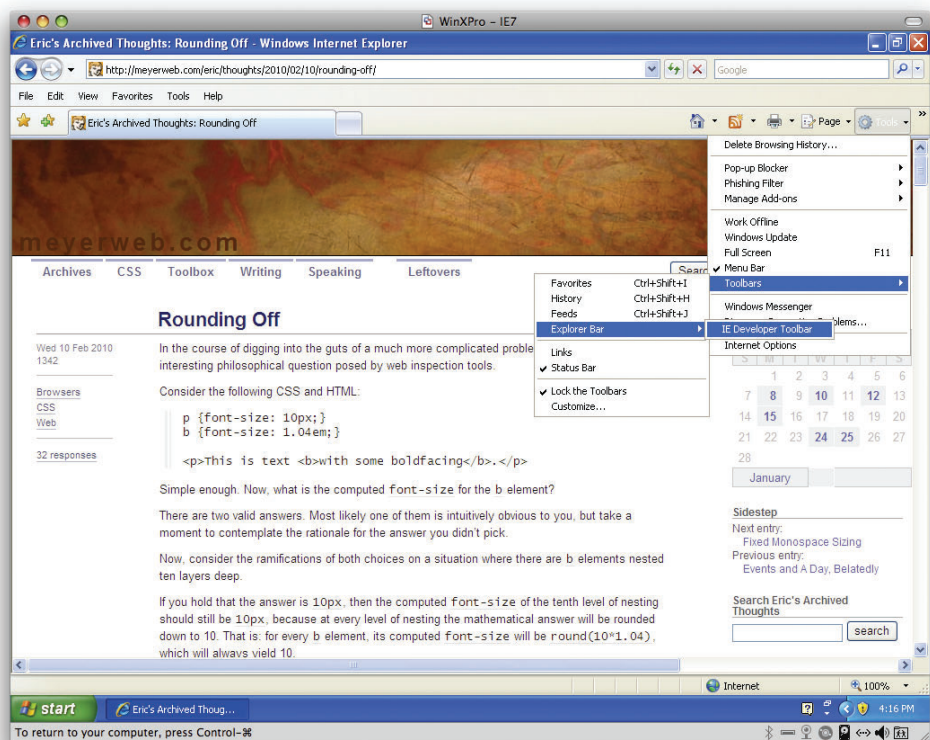 WinXPro – IE7
Eric's Archived Thoughts: Rounding Off - Windows Internet Explorer
http://meyerweb.com/eric/thoughts/2010/02/10/rounding-off/
Google
File Edit View Favorites Tools Help
Eric's Archived Thoughts: Rounding Off
Page Tools
Delete Browsing History...
Pop-up Blocker
Phishing Filter
Manage Add-ons
Work Offline
Windows Update
Full Screen F11
Menu Bar
Toolbars
Windows Messenger
lems...
Internet Options
Favorites Ctrl+Shift+I
History Ctrl+Shift+H
Feeds Ctrl+Shift+J
Explorer Bar
IE Developer Toolbar
Links
Status Bar
Lock the Toolbars
Customize...
meyerweb.com
Archives CSS Toolbox Writing Speaking Leftovers
Searc
Rounding Off
Wed 10 Feb 2010
1342
Browsers
CSS
Web
32 responses
In the course of digging into the guts of a much more complicated proble
interesting philosophical question posed by web inspection tools.
Consider the following CSS and HTML:
p {font-size: 10px;}
b {font-size: 1.04em;}
<p>This is text <b>with some boldfacing</b>.</p>
Simple enough. Now, what is the computed font-size for the b element?
There are two valid answers. Most likely one of them is intuitively obvious to you, but take a
moment to contemplate the rationale for the answer you didn't pick.
Now, consider the ramifications of both choices on a situation where there are b elements nested
ten layers deep.
If you hold that the answer is 10px, then the computed font-size of the tenth level of nesting
should still be 10px, because at every level of nesting the mathematical answer will be rounded
down to 10. That is: for every b element, its computed font-size will be round(10*1.04),
which will always yield 10.
S M T W T F S
1 2 3 4 5 6
7 8 9 10 11 12 13
14 15 16 17 18 19 20
21 22 23 24 25 26 27
28
January
Sidestep
Next entry:
Fixed Monospace Sizing
Previous entry:
Events and A Day, Belatedly
Search Eric's Archived
Thoughts
search
Internet 100%
start Eric's Archived Thoug... 4:16 PM
To return to your computer, press Control-⌘